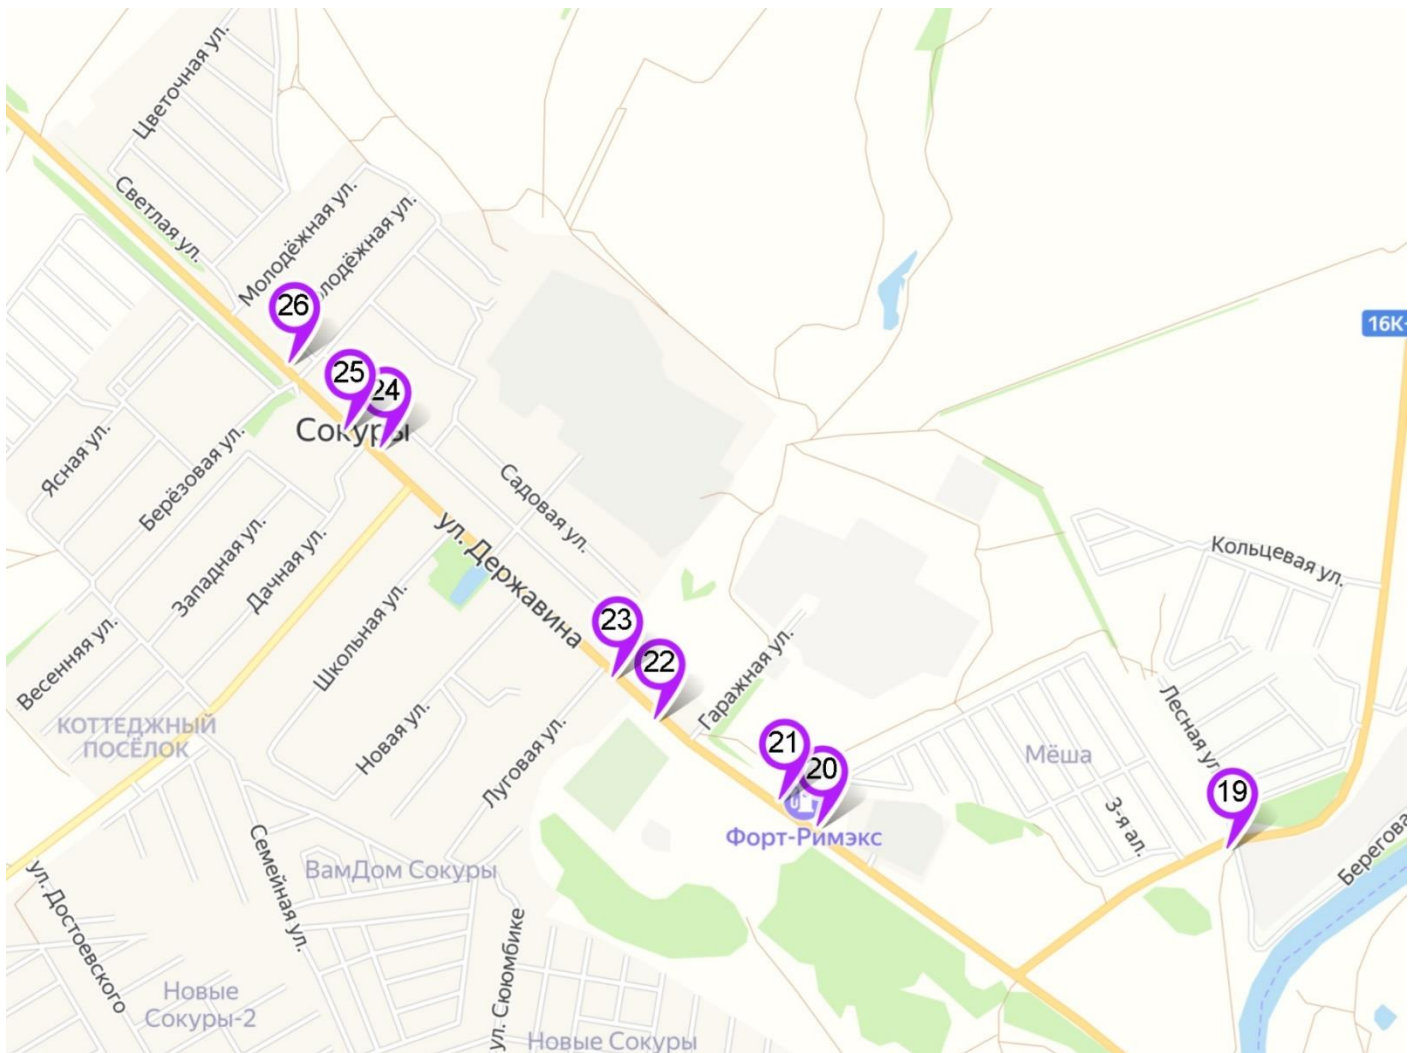 Цветочная ул.
Светлая ул.
Молодёжная ул.
олодёжная ул.
26
16К-
25
24
Сокуры
Ясная ул.
Берёзовая ул.
Садовая ул.
ул. Державина
Западная ул.
Дачная ул.
Кольцевая ул.
Школьная ул.
23
Весенняя ул.
22
Гаражная ул.
КОТТЕДЖНЫЙ
ПОСЁЛОК
Новая ул.
Луговая ул.
21
20
Мёша
Лесная ул
19
3-я ал.
Форт-Римэкс
Берегова
ВамДом Сокуры
Семейная ул.
ул. Достоевского
ул. Сююмбике
Новые
Сокуры-2
Новые Сокуры